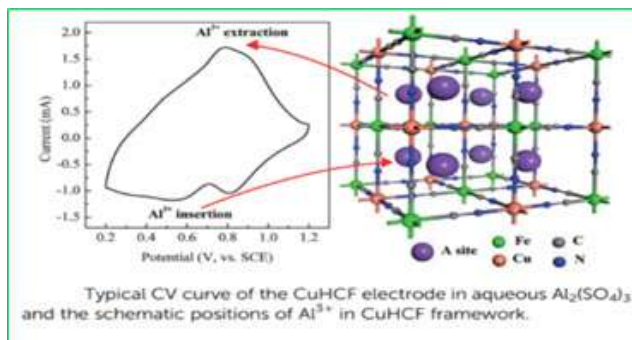 2.0
Al³⁺ extraction
1.5
1.0
0.5
0.0
-0.5
-1.0
-1.5
Current (mA)
Al³⁺ insertion
0.2 0.4 0.6 0.8 1.0 1.2
Potential (V, vs. SCE)
A site
Fe
C
Cu
N
Typical CV curve of the CuHCF electrode in aqueous Al₂(SO₄)₃
and the schematic positions of Al³⁺ in CuHCF framework.